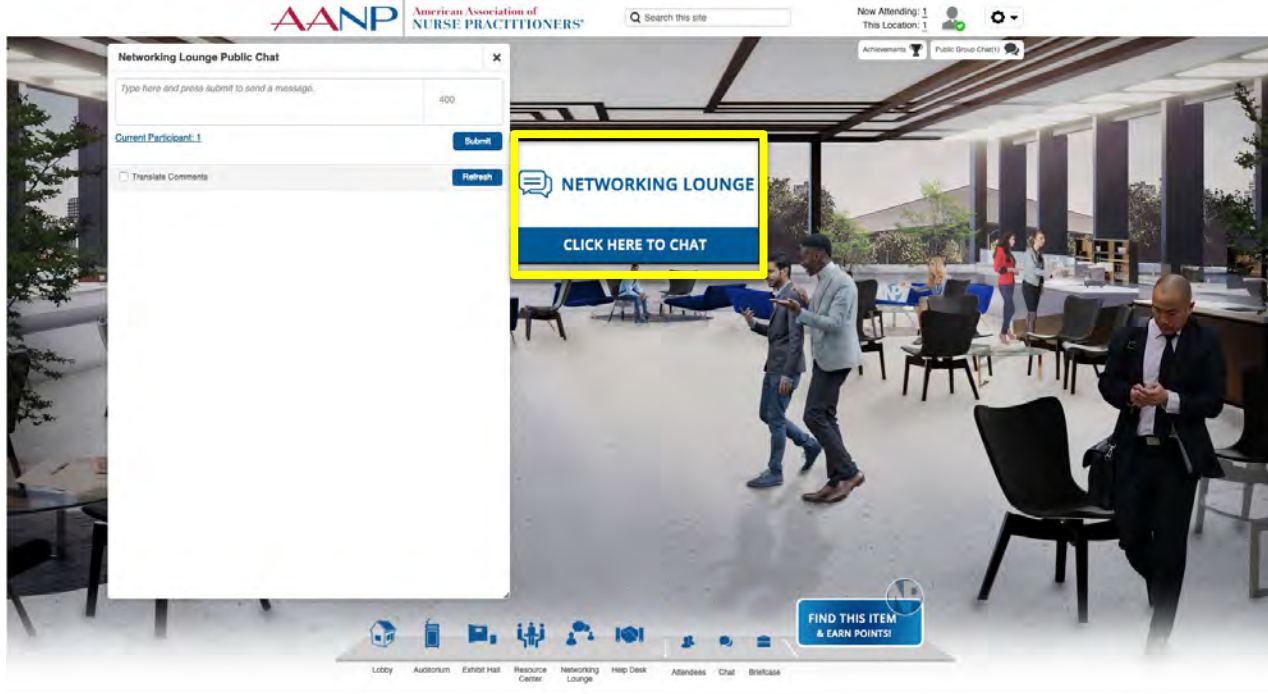 AANP
American Association of
NURSE PRACTITIONERS®
Search this site
Now Attending: 1
This Location: 1
Achievements
Public Group Chat(1)
Networking Lounge Public Chat
×
Type here and press submit to send a message.
400
Current Participant: 1
Submit
Translate Comments
Refresh
NETWORKING LOUNGE
CLICK HERE TO CHAT
FIND THIS ITEM
& EARN POINTS!
Lobby
Auditorium
Exhibit Hall
Resource
Center
Networking
Lounge
Help Desk
Attendees
Chat
Briefcase